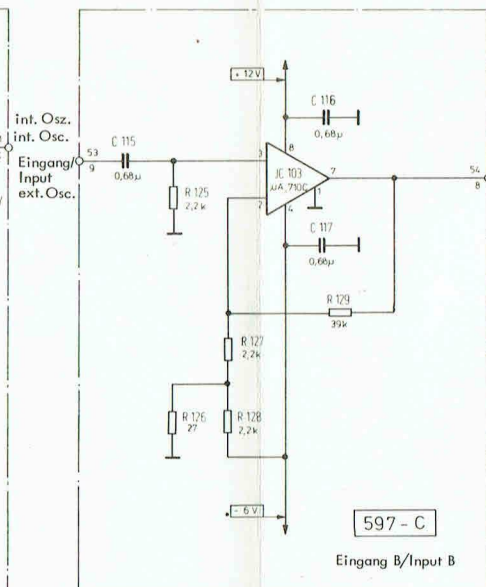 + 12V
C 116
0,68µ
int. Osz.
int. Osc.
Eingang/
Input
ext. Osc.
53
9
C 115
0,68µ
3
8
JC 103
µA 710C
7
1
2
4
54
8
R 125
2,2k
C 117
0,68µ
R 129
39k
R 127
2,2k
R 126
27
R 128
2,2k
- 6V
597 - C
Eingang B/Input B